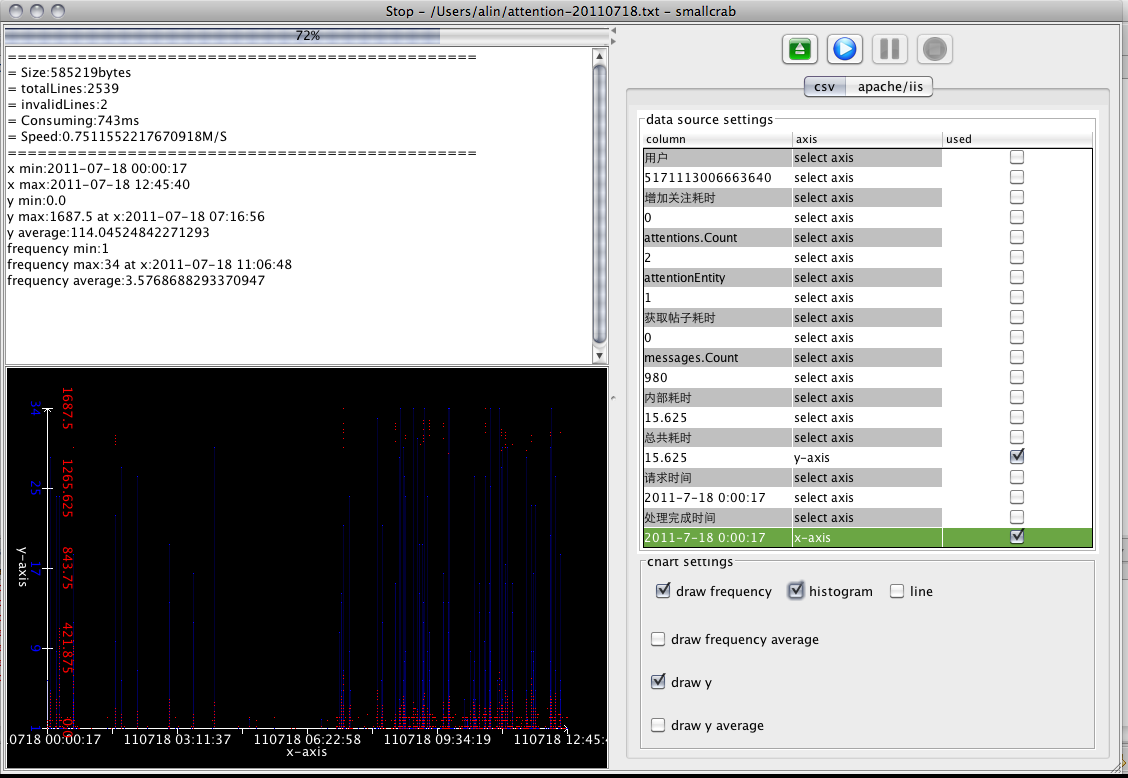 Stop - /Users/alin/attention-20110718.txt - smallcrab
72%
==================================================
= Size:585219bytes
= totalLines:2539
= invalidLines:2
= Consuming:743ms
= Speed:0.7511552217670918M/S
==================================================
x min:2011-07-18 00:00:17
x max:2011-07-18 12:45:40
y min:0.0
y max:1687.5 at x:2011-07-18 07:16:56
y average:114.04524842271293
frequency min:1
frequency max:34 at x:2011-07-18 11:06:48
frequency average:3.5768688293370947
34 1687.5
25 1265.625
17 843.75
9 421.875
1 0.0
y-axis
.0718 00:00:17 110718 03:11:37 110718 06:22:58 110718 09:34:19 110718 12:45:4
x-axis
csv apache/iis
data source settings
column axis used
用户 select axis
5171113006663640 select axis
增加关注耗时 select axis
0 select axis
attentions.Count select axis
2 select axis
attentionEntity select axis
1 select axis
获取帖子耗时 select axis
0 select axis
messages.Count select axis
980 select axis
内部耗时 select axis
15.625 select axis
总共耗时 select axis
15.625 y-axis
请求时间 select axis
2011-7-18 0:00:17 select axis
处理完成时间 select axis
2011-7-18 0:00:17 x-axis
chart settings
draw frequency histogram line
draw frequency average
draw y
draw y average